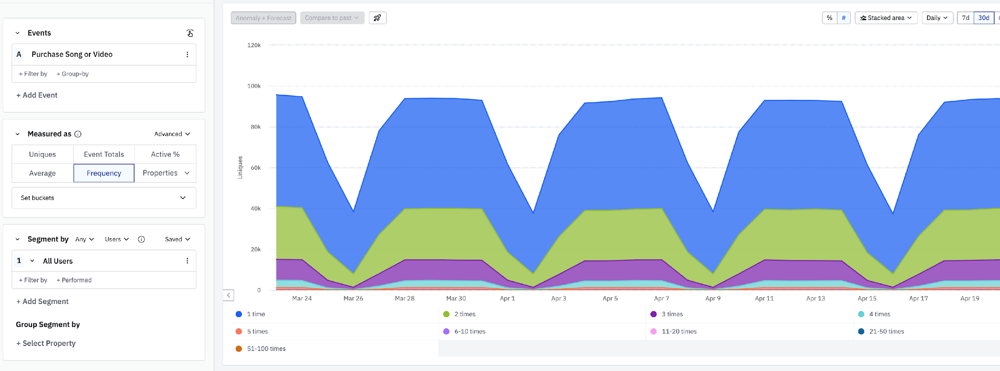 Events
A Purchase Song or Video
+ Filter by + Group-by
+ Add Event
Measured as Advanced
Uniques Event Totals Active %
Average Frequency Properties
Set buckets
Segment by Any Users Saved
1 All Users
+ Filter by + Performed
+ Add Segment
Group Segment by
+ Select Property
Anomaly + Forecast Compare to past % # Stacked area Daily 7d 30d
120k
100k
80k
60k
40k
20k
0
Uniques
Mar 24 Mar 26 Mar 28 Mar 30 Apr 1 Apr 3 Apr 5 Apr 7 Apr 9 Apr 11 Apr 13 Apr 15 Apr 17 Apr 19
1 time 2 times 3 times 4 times
5 times 6-10 times 11-20 times 21-50 times
51-100 times